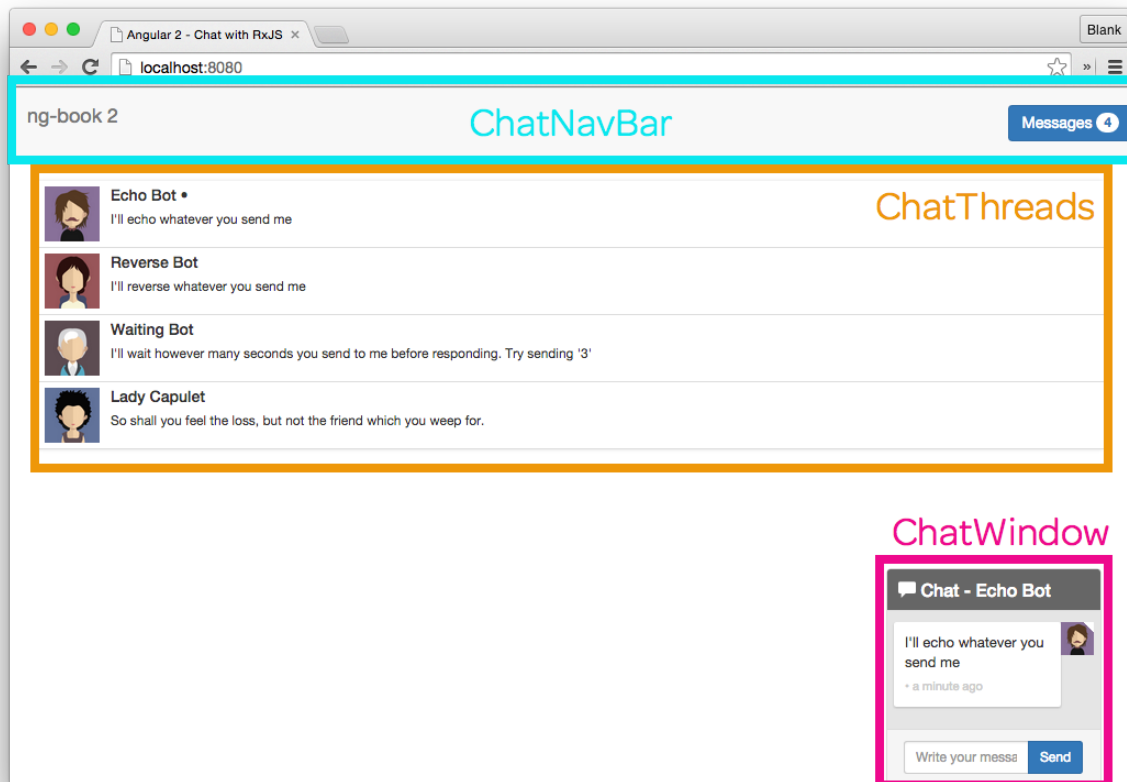 Angular 2 - Chat with RxJS
Blank
localhost:8080
ng-book 2
ChatNavBar
Messages 4
ChatThreads
Echo Bot •
I'll echo whatever you send me
Reverse Bot
I'll reverse whatever you send me
Waiting Bot
I'll wait however many seconds you send to me before responding. Try sending '3'
Lady Capulet
So shall you feel the loss, but not the friend which you weep for.
ChatWindow
Chat - Echo Bot
I'll echo whatever you
send me
• a minute ago
Write your messa
Send